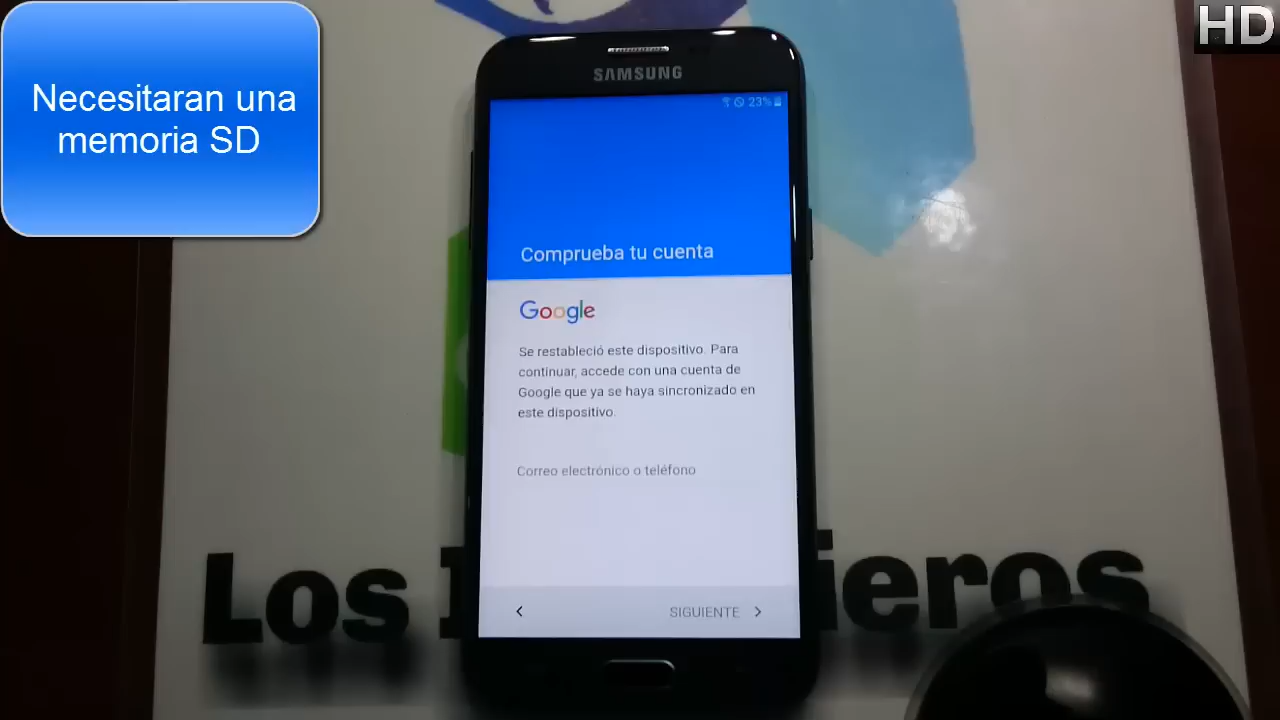 Necesitaran una
memoria SD
HD
SAMSUNG
23%
Comprueba tu cuenta
Google
Se restableció este dispositivo. Para
continuar, accede con una cuenta de
Google que ya se haya sincronizado en
este dispositivo.
Correo electrónico o teléfono
SIGUIENTE
Los
ieros